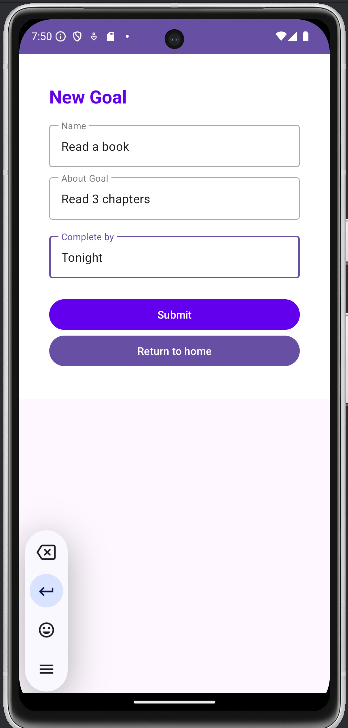 7:50
New Goal
Name
Read a book
About Goal
Read 3 chapters
Complete by
Tonight
Submit
Return to home